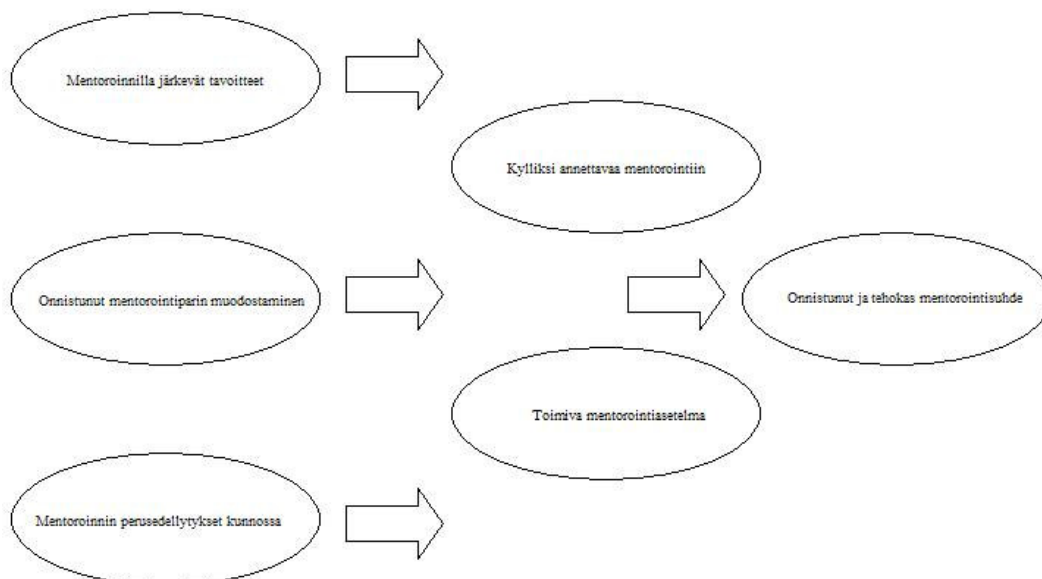 Mentoroinnilla järkevät tavoitteet
Kylliksi annettavaa mentorointiin
Onnistunut mentorointiparin muodostaminen
Onnistunut ja tehokas mentorointisuhde
Toimiva mentorointiasetelma
Mentoroinnin perusedellytykset kunnossa